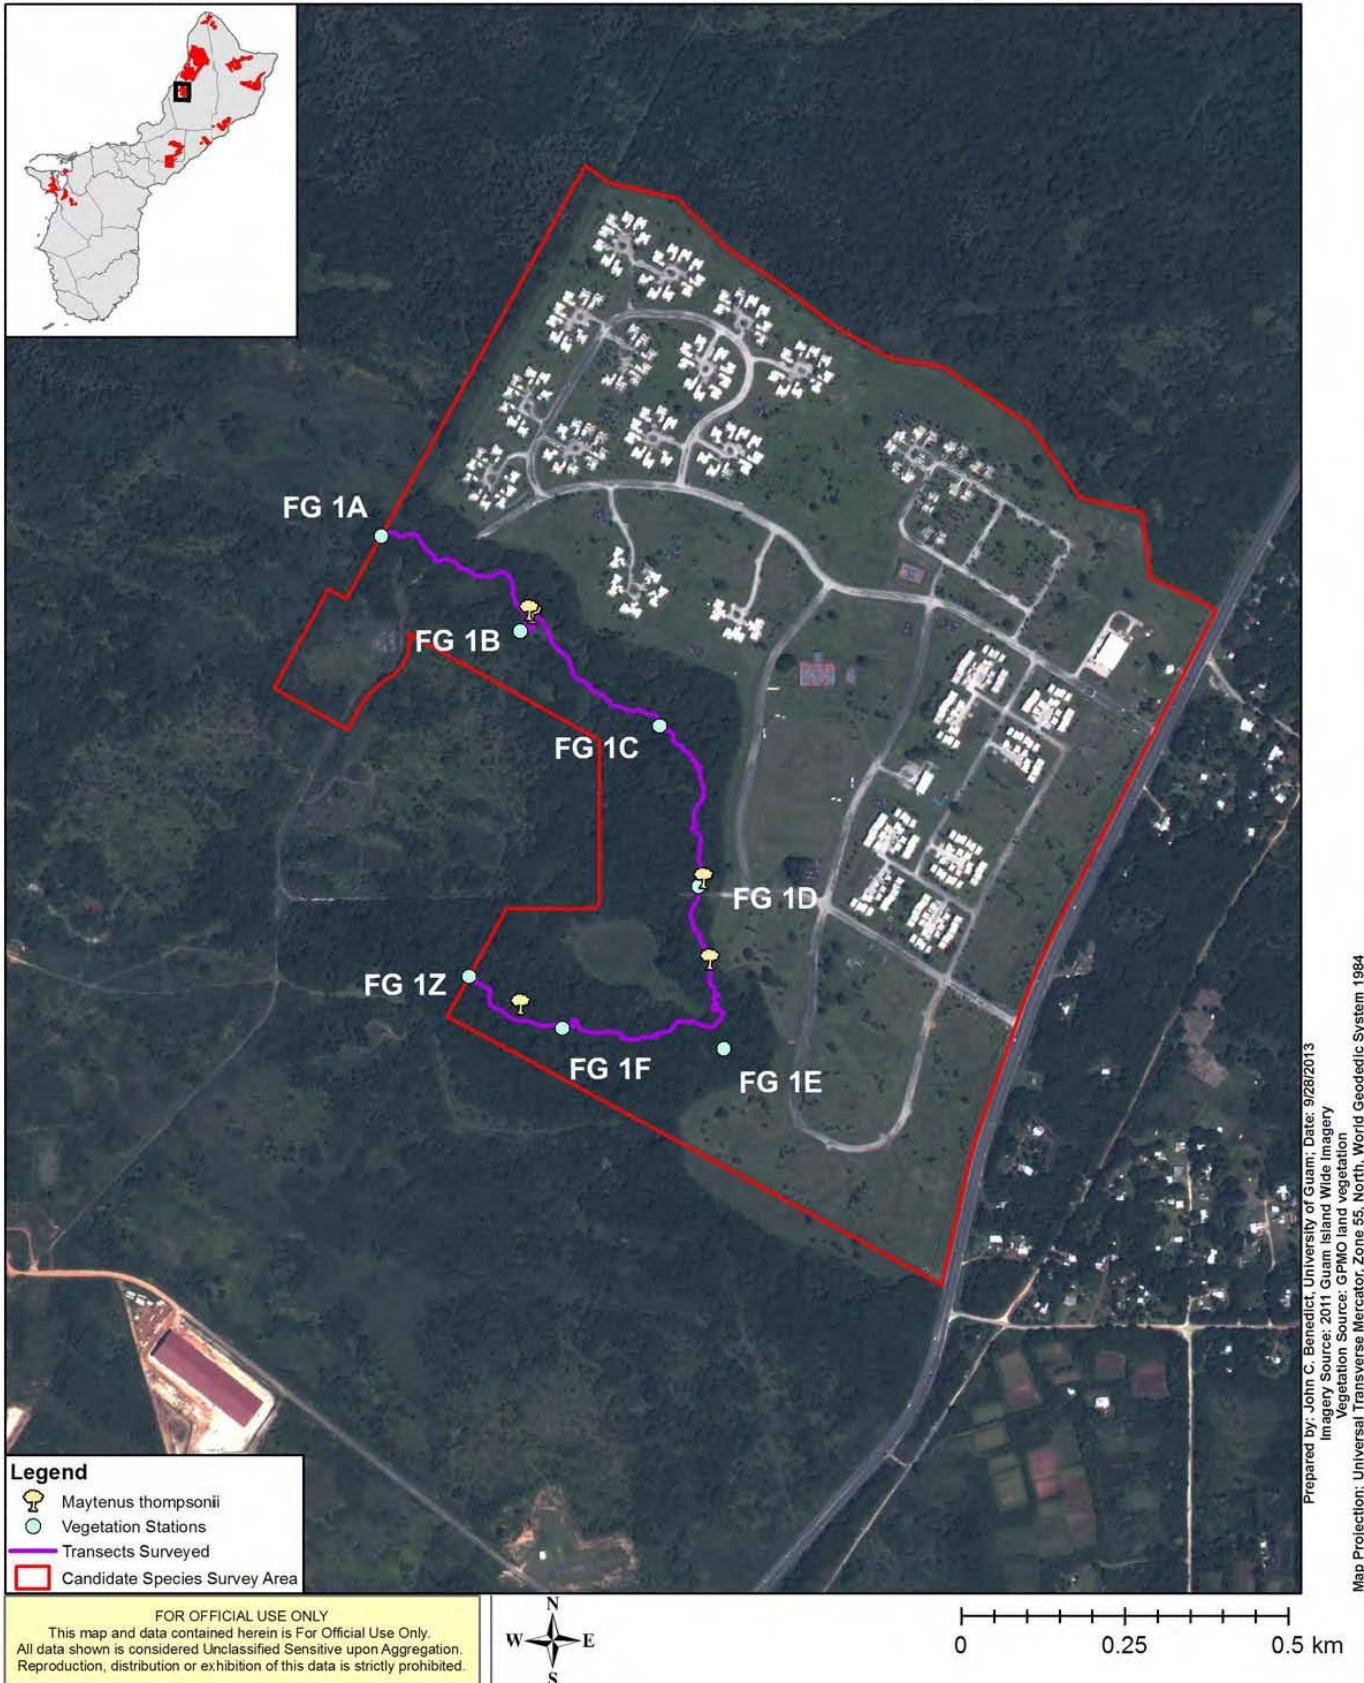 FG 1A
FG 1B
FG 1C
FG 1D
FG 1Z
FG 1F
FG 1E
Legend
Maytenus thompsonii
Vegetation Stations
Transects Surveyed
Candidate Species Survey Area
FOR OFFICIAL USE ONLY
This map and data contained herein is For Official Use Only.
All data shown is considered Unclassified Sensitive upon Aggregation.
Reproduction, distribution or exhibition of this data is strictly prohibited.
N
W E
S
0 0.25 0.5 km
Prepared by: John C. Benedict, University of Guam; Date: 9/28/2013
Imagery Source: 2011 Guam Island Wide Imagery
Vegetation Source: GPMO land vegetation
Map Projection: Universal Transverse Mercator. Zone 55, North. World Geodedic System 1984